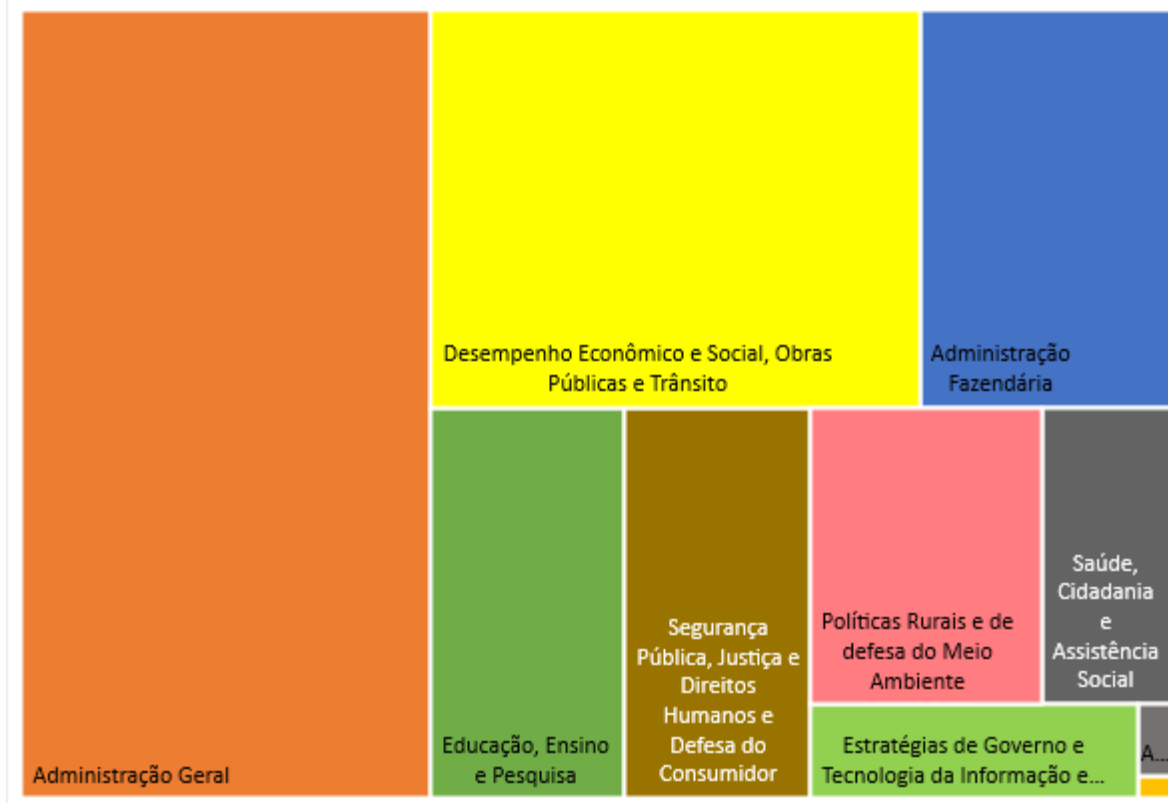 Desempenho Econômico e Social, Obras
Públicas e Trânsito
Administração
Fazendária
Administração Geral
Educação, Ensino
e Pesquisa
Segurança
Pública, Justiça e
Direitos
Humanos e
Defesa do
Consumidor
Políticas Rurais e de
defesa do Meio
Ambiente
Saúde,
Cidadania
e
Assistência
Social
Estratégias de Governo e
Tecnologia da Informação e...
A...